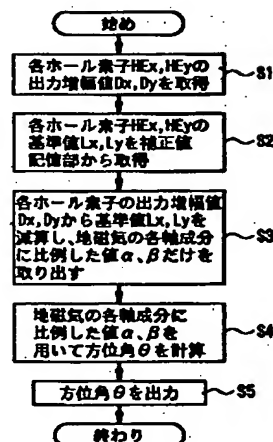 始め
各ホール素子HEx,HEyの
出力増幅値Dx,Dyを取得
S1
各ホール素子HEx,HEyの
基準値Lx,Lyを補正値
記憶部から取得
S2
各ホール素子の出力増幅値
Dx,Dyから基準値Lx,Lyを
減算し、地磁気の各軸成分
に比例した値α、βだけを
取り出す
S3
地磁気の各軸成分に
比例した値α、βを
用いて方位角θを計算
S4
方位角θを出力
S5
終わり